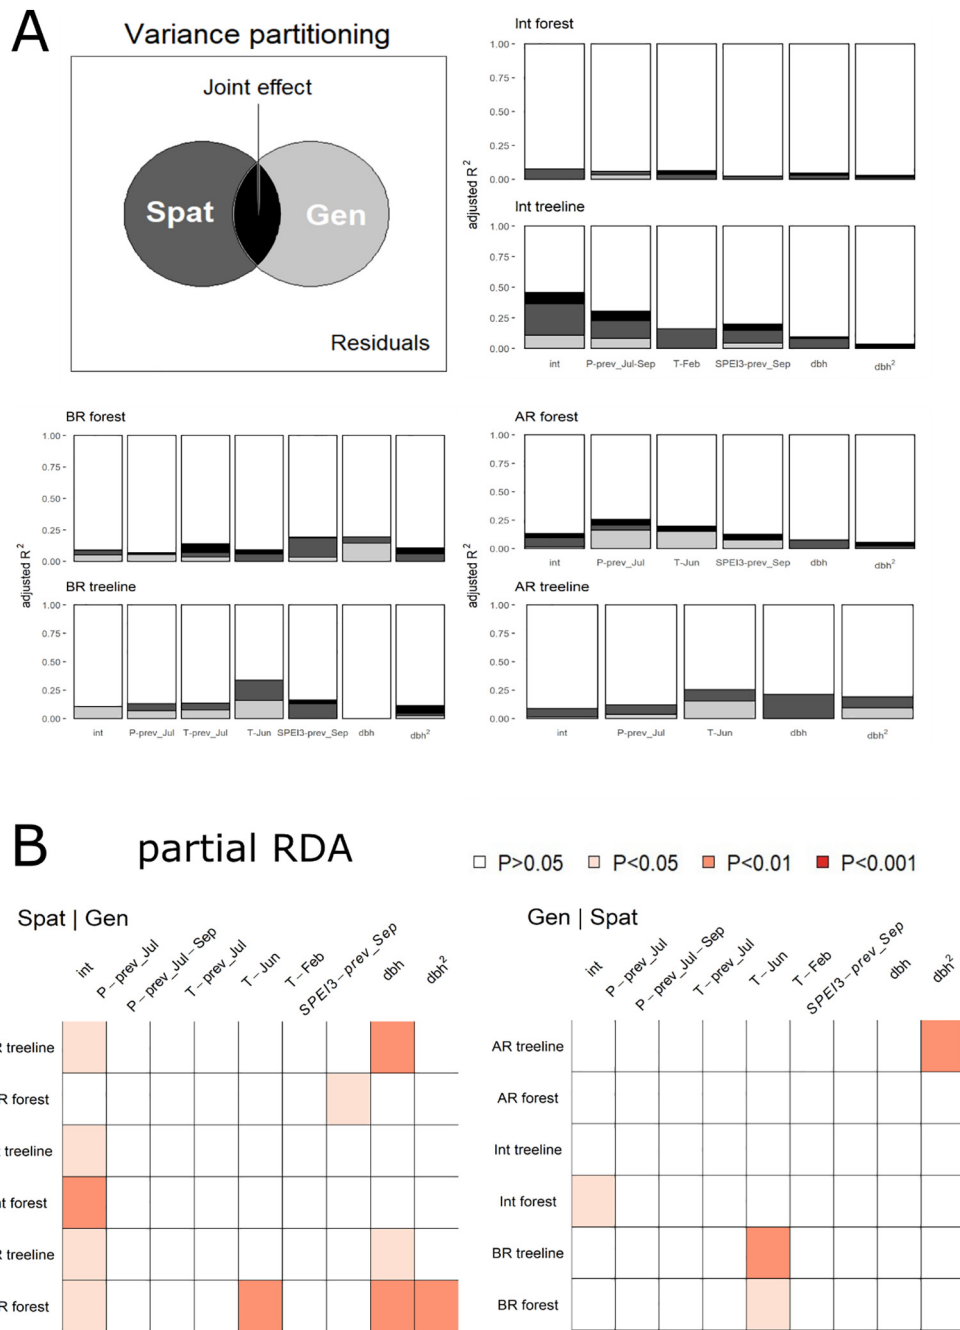 A
Variance partitioning
Joint effect
Spat
Gen
Residuals
Int forest
1.00
0.75
0.50
0.25
0.00
adjusted R²
Int treeline
1.00
0.75
0.50
0.25
0.00
int P-prev_Jul-Sep T-Feb SPEI3-prev_Sep dbh dbh²
BR forest
1.00
0.75
0.50
0.25
0.00
adjusted R²
BR treeline
1.00
0.75
0.50
0.25
0.00
int P-prev_Jul T-prev_Jul T-Jun SPEI3-prev_Sep dbh dbh²
AR forest
1.00
0.75
0.50
0.25
0.00
int P-prev_Jul T-Jun SPEI3-prev_Sep dbh dbh²
adjusted R²
AR treeline
1.00
0.75
0.50
0.25
0.00
int P-prev_Jul T-Jun dbh dbh²
B
partial RDA
P>0.05 P<0.05 P<0.01 P<0.001
Spat | Gen
int P-prev_Jul P-prev_Jul-Sep T-prev_Jul T-Jun T-Feb SPEI3-prev_Sep dbh dbh²
R treeline
R forest
treeline
nt forest
R treeline
R forest
Gen | Spat
int P-prev_Jul P-prev_Jul-Sep T-prev_Jul T-Jun T-Feb SPEI3-prev_Sep dbh dbh²
AR treeline
AR forest
Int treeline
Int forest
BR treeline
BR forest